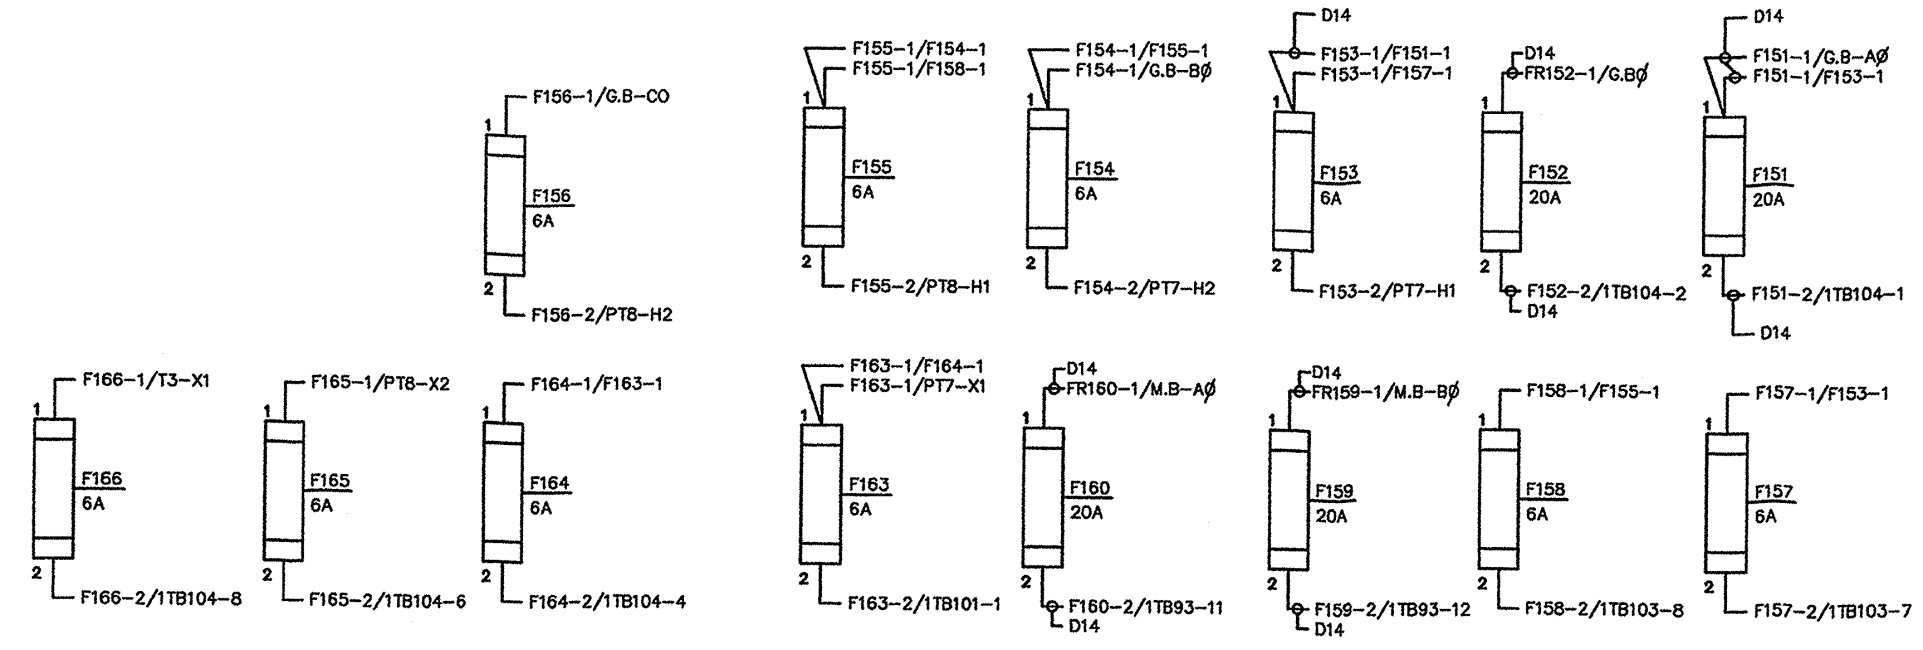 F156-1/G.B-CO
1
F156
6A
2
F156-2/PT8-H2
F155-1/F154-1
F155-1/F158-1
1
F155
6A
2
F155-2/PT8-H1
F154-1/F155-1
F154-1/G.B-BØ
1
F154
6A
2
F154-2/PT7-H2
D14
F153-1/F151-1
F153-1/F157-1
1
F153
6A
2
F153-2/PT7-H1
D14
FR152-1/G.BØ
1
F152
20A
2
F152-2/1TB104-2
D14
D14
F151-1/G.B-AØ
F151-1/F153-1
1
F151
20A
2
F151-2/1TB104-1
D14
F166-1/T3-X1
1
F166
6A
2
F166-2/1TB104-8
F165-1/PT8-X2
1
F165
6A
2
F165-2/1TB104-6
F164-1/F163-1
1
F164
6A
2
F164-2/1TB104-4
F163-1/F164-1
F163-1/PT7-X1
1
F163
6A
2
F163-2/1TB101-1
D14
FR160-1/M.B-AØ
1
F160
20A
2
F160-2/1TB93-11
D14
D14
FR159-1/M.B-BØ
1
F159
20A
2
F159-2/1TB93-12
D14
F158-1/F155-1
1
F158
6A
2
F158-2/1TB103-8
F157-1/F153-1
1
F157
6A
2
F157-2/1TB103-7